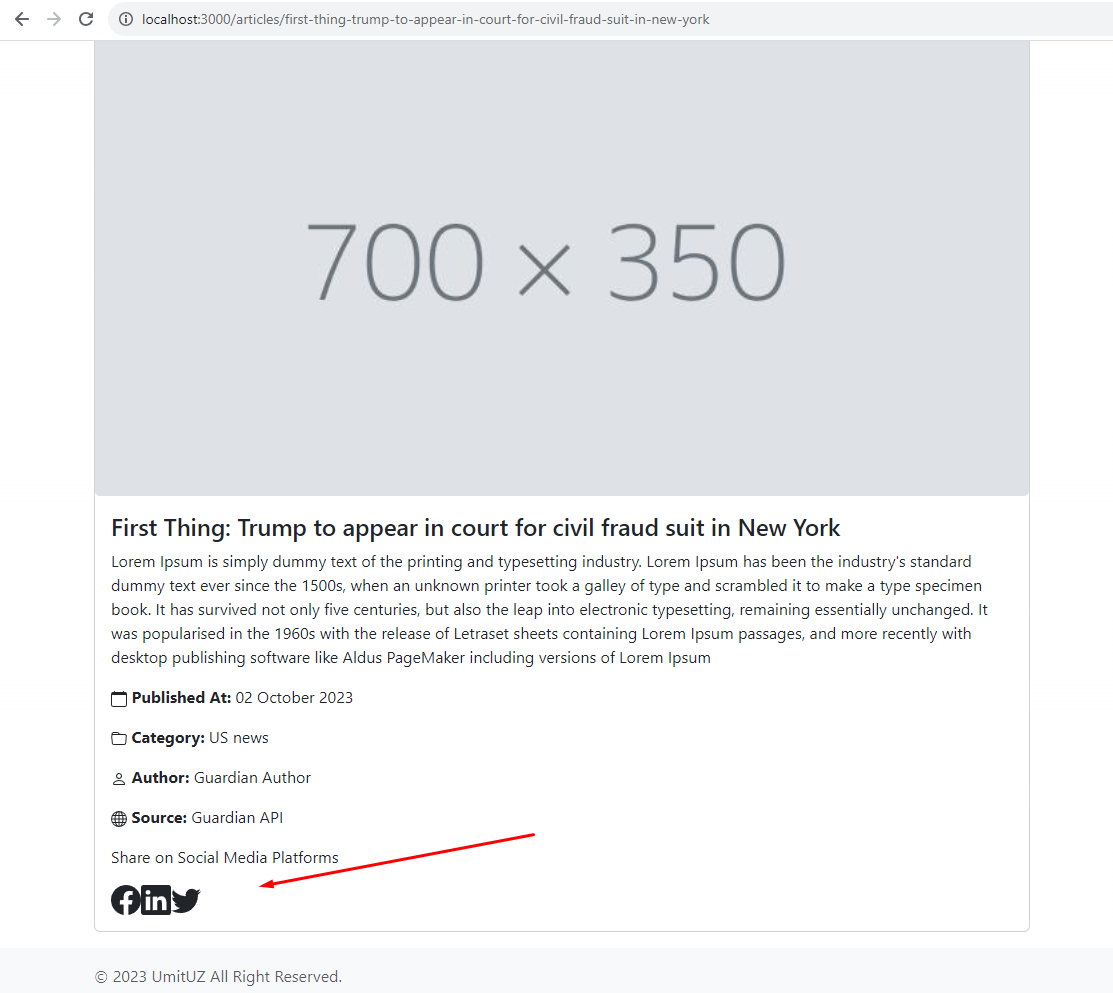 localhost:3000/articles/first-thing-trump-to-appear-in-court-for-civil-fraud-suit-in-new-york
700 × 350
First Thing: Trump to appear in court for civil fraud suit in New York
Lorem Ipsum is simply dummy text of the printing and typesetting industry. Lorem Ipsum has been the industry's standard
dummy text ever since the 1500s, when an unknown printer took a galley of type and scrambled it to make a type specimen
book. It has survived not only five centuries, but also the leap into electronic typesetting, remaining essentially unchanged. It
was popularised in the 1960s with the release of Letraset sheets containing Lorem Ipsum passages, and more recently with
desktop publishing software like Aldus PageMaker including versions of Lorem Ipsum
Published At: 02 October 2023
Category: US news
Author: Guardian Author
Source: Guardian API
Share on Social Media Platforms
in
© 2023 UmitUZ All Right Reserved.